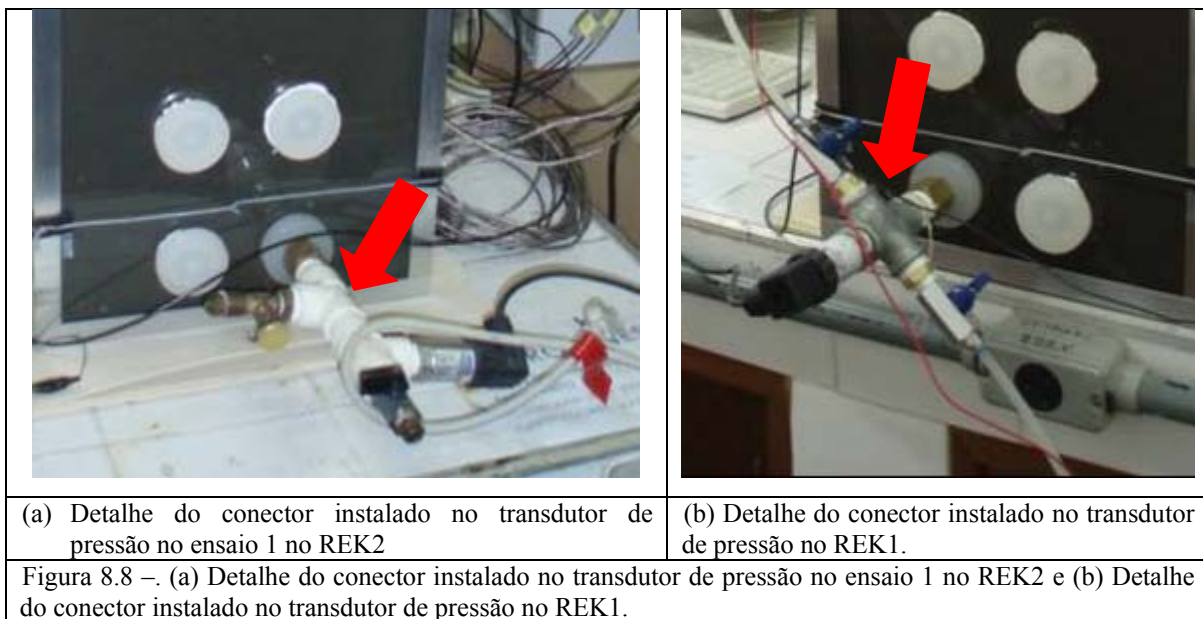 (a) Detalhe do conector instalado no transdutor de
pressão no ensaio 1 no REK2
(b) Detalhe do conector instalado no transdutor
de pressão no REK1.
Figura 8.8 –. (a) Detalhe do conector instalado no transdutor de pressão no ensaio 1 no REK2 e (b) Detalhe
do conector instalado no transdutor de pressão no REK1.